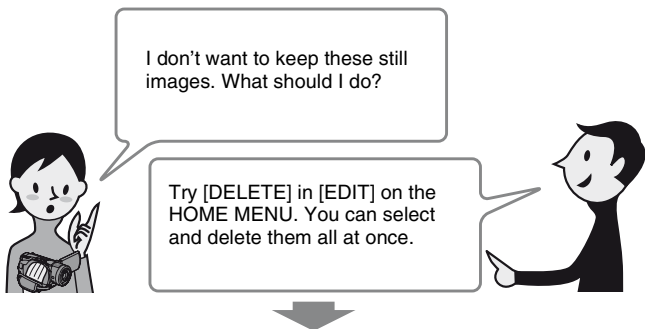 I don't want to keep these still
images. What should I do?
Try [DELETE] in [EDIT] on the
HOME MENU. You can select
and delete them all at once.